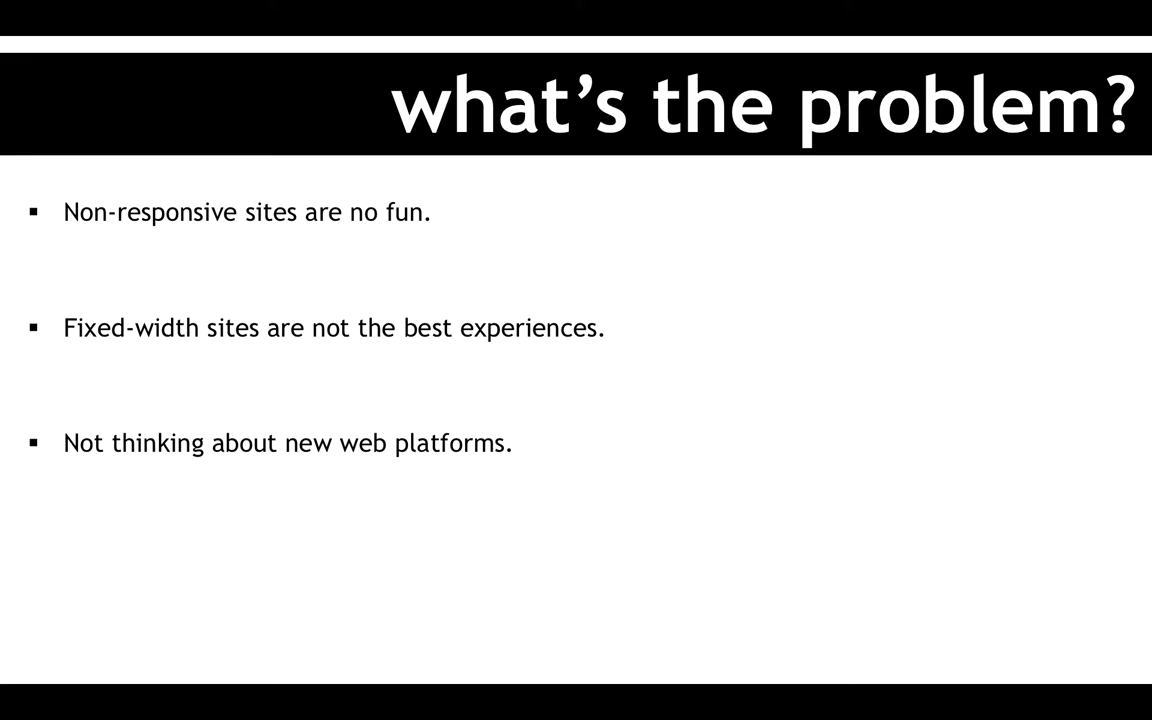 what’s the problem?
▪ Non-responsive sites are no fun.
▪ Fixed-width sites are not the best experiences.
▪ Not thinking about new web platforms.